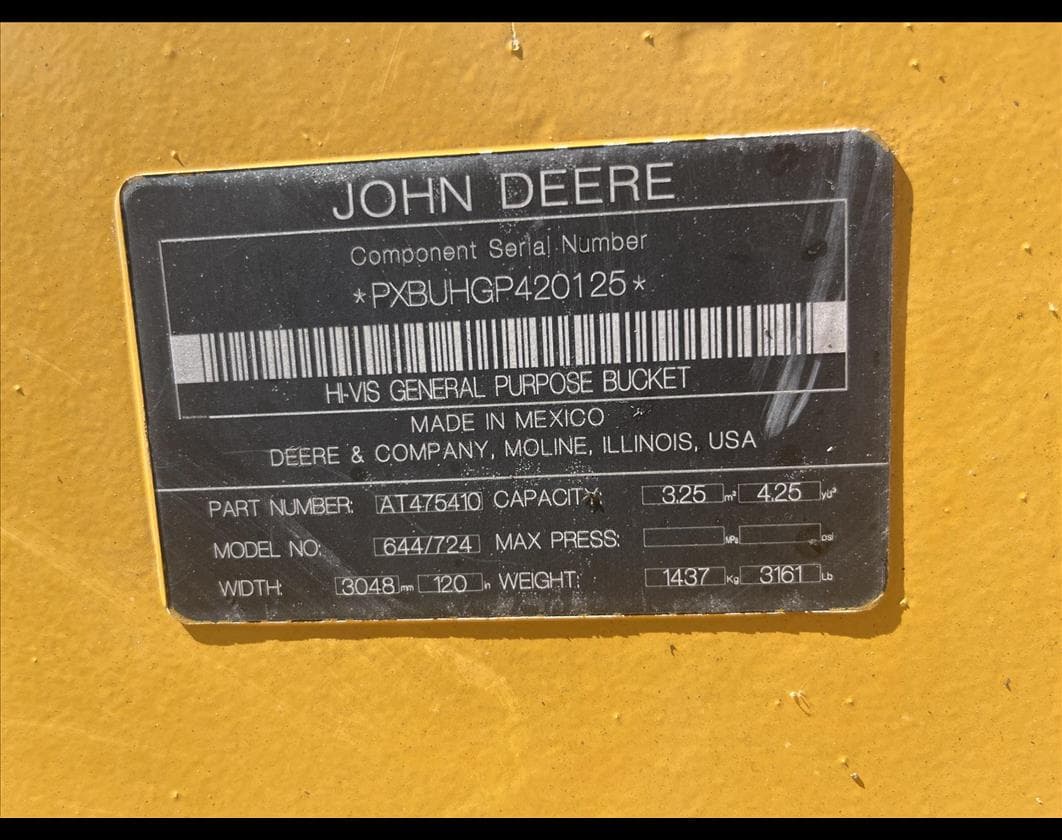 JOHN DEERE
Component Serial Number
*PXBUHGP420125*
HI-VIS GENERAL PURPOSE BUCKET
MADE IN MEXICO
DEERE & COMPANY, MOLINE, ILLINOIS, USA
PART NUMBER: AT475410 CAPACITY: 3.25 m³ 4.25 yd³
MODEL NO: 644/724 MAX PRESS: MPa psi
WIDTH: 3048 mm 120 in WEIGHT: 1437 Kg 3161 Lb